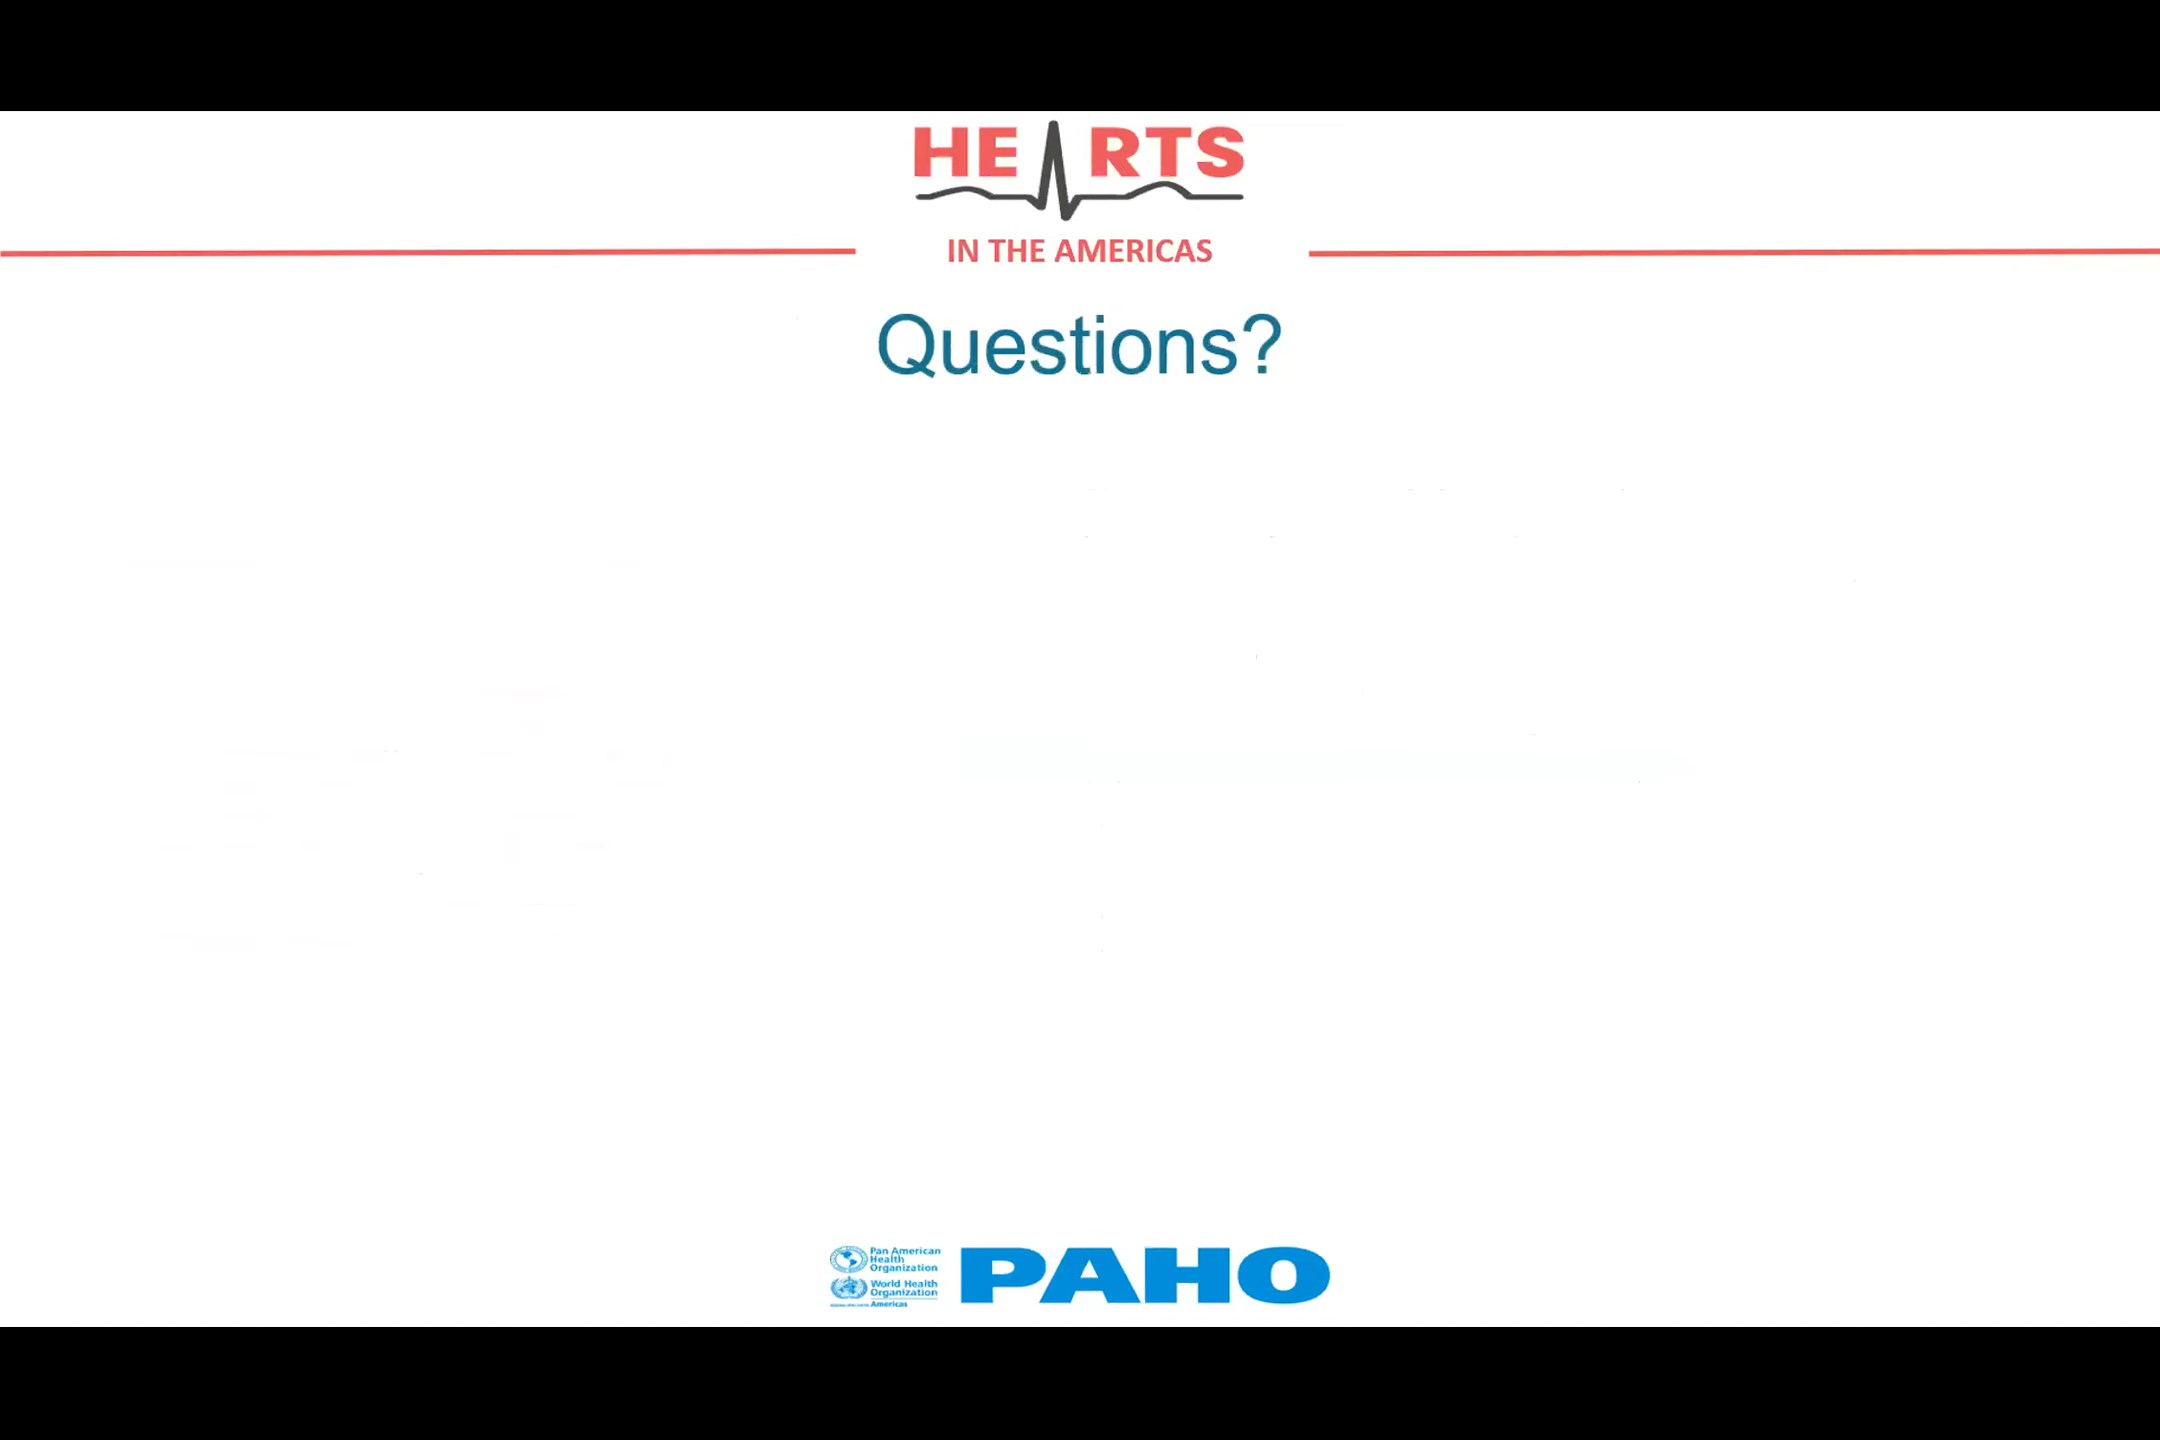 HEARTS
IN THE AMERICAS
Questions?
Pan American
Health
Organization
World Health
Organization
Americas
PAHO